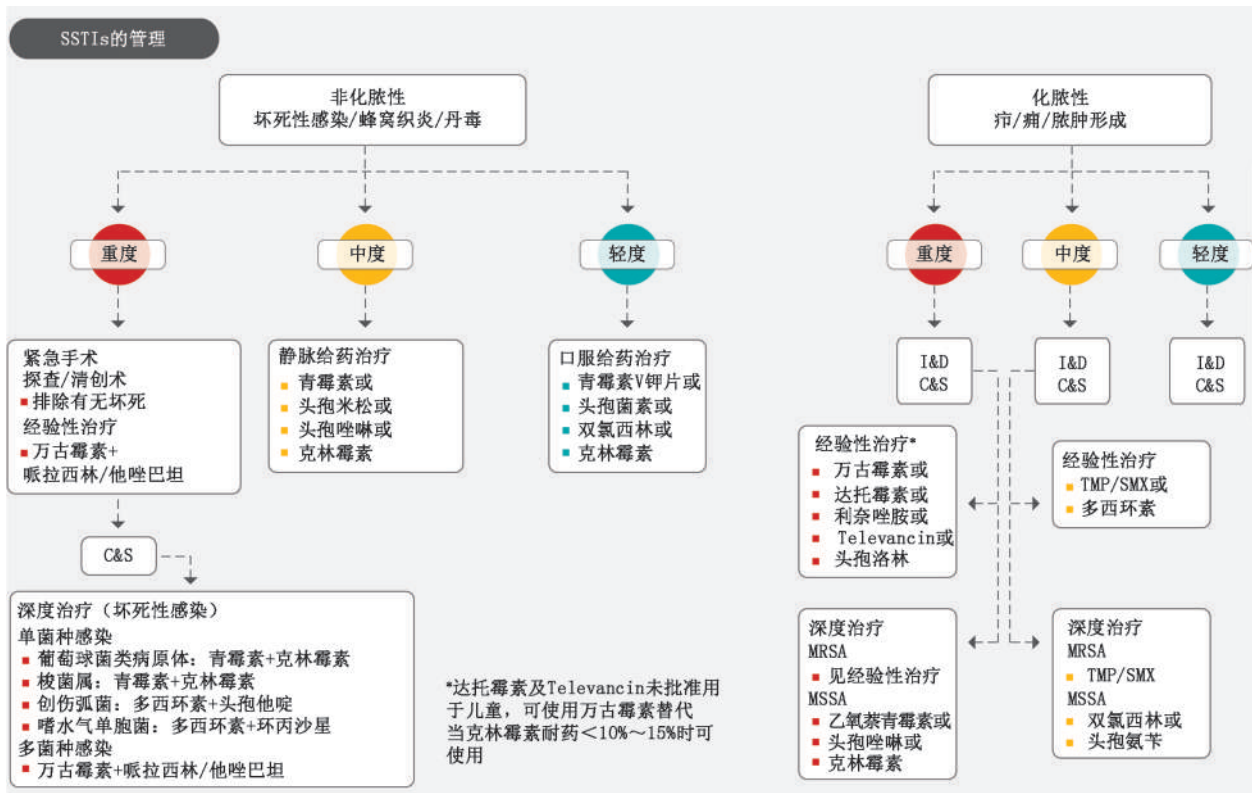 SSTIs的管理
非化脓性
坏死性感染/蜂窝织炎/丹毒
重度
中度
轻度
紧急手术
探查/清创术
排除有无坏死
经验性治疗
万古霉素+
哌拉西林/他唑巴坦
静脉给药治疗
青霉素或
头孢米松或
头孢唑啉或
克林霉素
口服给药治疗
青霉素V钾片或
头孢菌素或
双氯西林或
克林霉素
C&S
深度治疗（坏死性感染）
单菌种感染
葡萄球菌类病原体：青霉素+克林霉素
梭菌属：青霉素+克林霉素
创伤弧菌：多西环素+头孢他啶
嗜水气单胞菌：多西环素+环丙沙星
多菌种感染
万古霉素+哌拉西林/他唑巴坦
*达托霉素及Televancin未批准用
于儿童，可使用万古霉素替代
当克林霉素耐药＜10%～15%时可
使用
化脓性
疖/痈/脓肿形成
重度
中度
轻度
I&D
C&S
I&D
C&S
I&D
C&S
经验性治疗*
万古霉素或
达托霉素或
利奈唑胺或
Televancin或
头孢洛林
经验性治疗
TMP/SMX或
多西环素
深度治疗
MRSA
见经验性治疗
MSSA
乙氧萘青霉素或
头孢唑啉或
克林霉素
深度治疗
MRSA
TMP/SMX
MSSA
双氯西林或
头孢氨苄